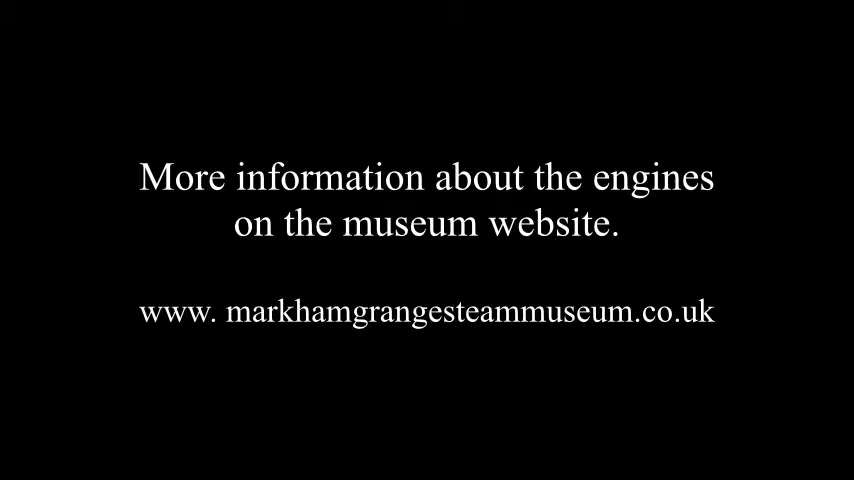 More information about the engines
on the museum website.
www. markhamgrangesteammuseum.co.uk